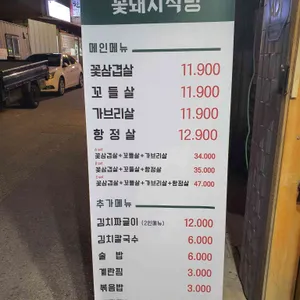 꽃돼지식당
메인메뉴
꽃삼겹살 11.900
꼬들살 11.900
가브리살 11.900
항정살 12.900
꽃삼겹살+꼬들살+가브리살 34.000
꽃삼겹살+꼬들살+항정살 35.000
꽃삼겹살+꼬들살+가브리살+항정살 47.000
추가메뉴
김치짜글이 (2인메뉴) 12.000
김치칼국수 6.000
술밥 6.000
계란찜 3.000
볶음밥 3.000